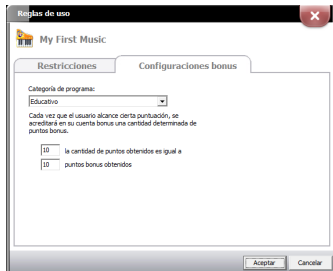 Reglas de uso
My First Music
Restricciones
Configuraciones bonus
Categoría de programa:
Educativo
Cada vez que el usuario alcance cierta puntuación, se
acreditará en su cuenta bonus una cantidad determinada de
puntos bonus.
10 la cantidad de puntos obtenidos es igual a
10 puntos bonus obtenidos
Aceptar Cancelar